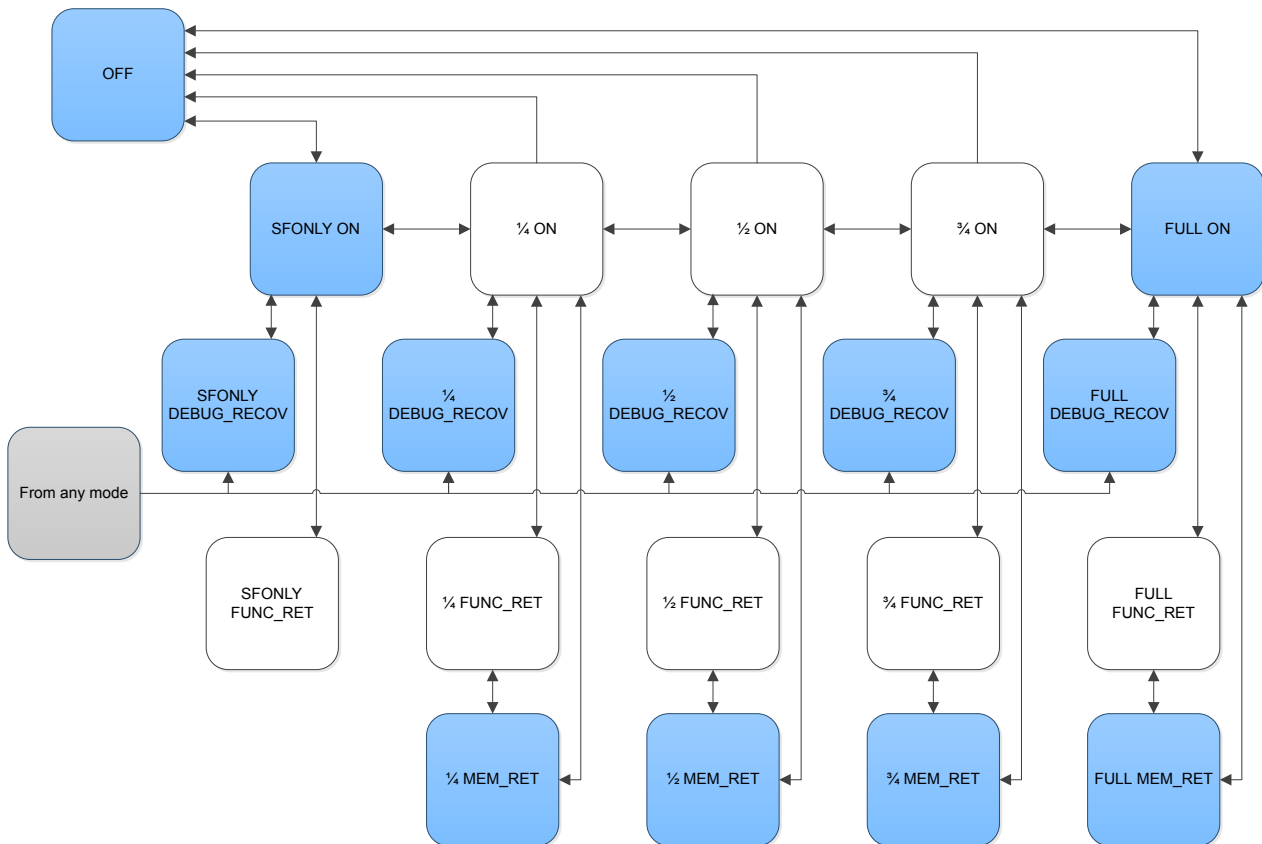 OFF
SFONLY ON
¼ ON
½ ON
¾ ON
FULL ON
SFONLY
DEBUG_RECOV
¼
DEBUG_RECOV
½
DEBUG_RECOV
¾
DEBUG_RECOV
FULL
DEBUG_RECOV
From any mode
SFONLY
FUNC_RET
¼ FUNC_RET
½ FUNC_RET
¾ FUNC_RET
FULL
FUNC_RET
¼ MEM_RET
½ MEM_RET
¾ MEM_RET
FULL MEM_RET